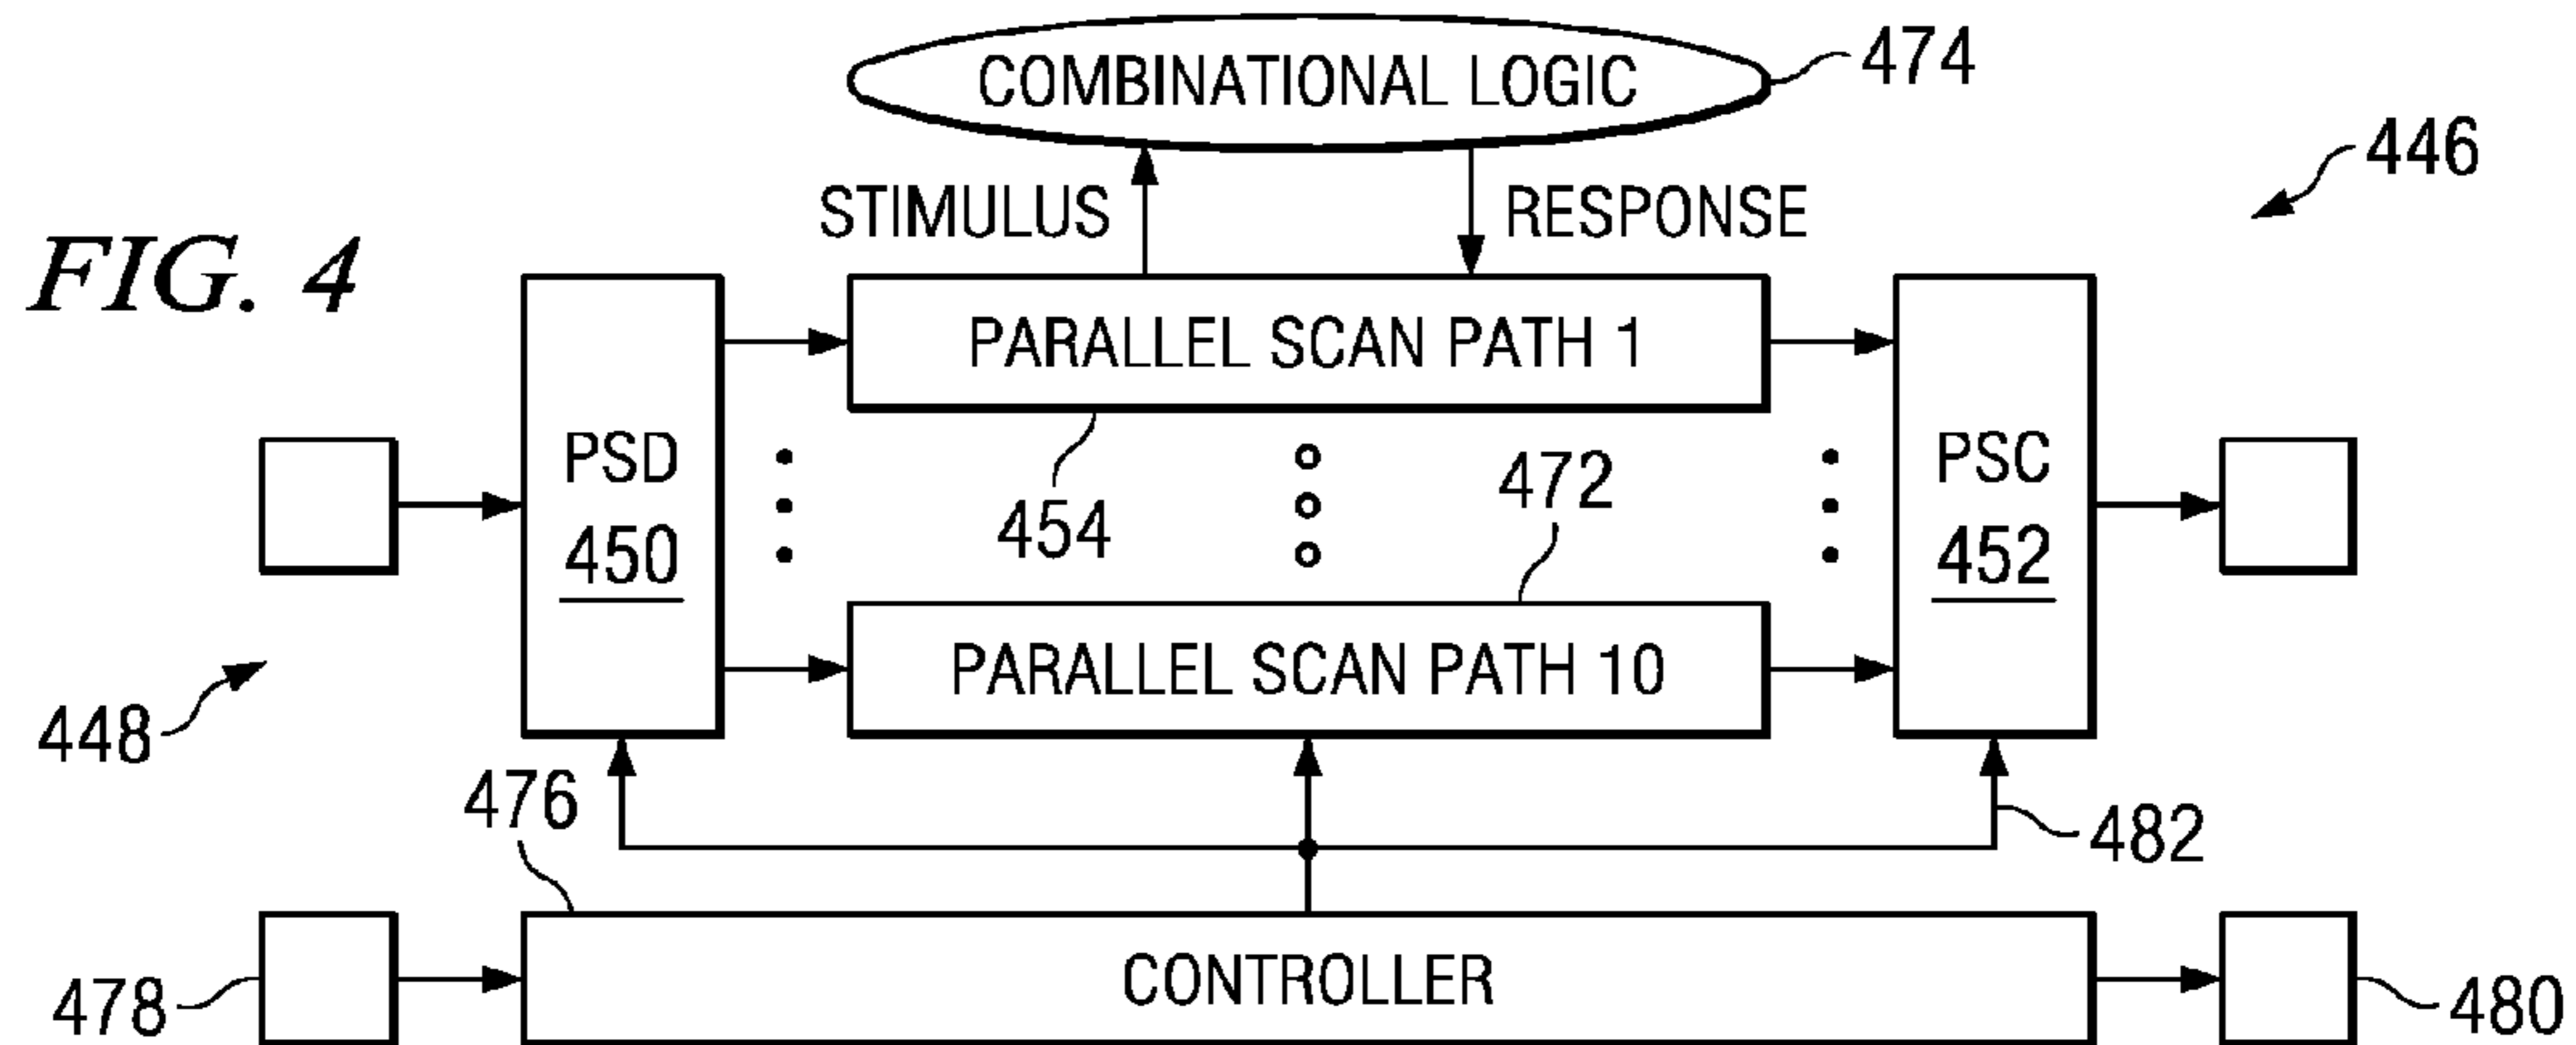 COMBINATIONAL LOGIC
474
446
STIMULUS
RESPONSE
FIG. 4
PARALLEL SCAN PATH 1
PSD
450
454
472
PSC
452
PARALLEL SCAN PATH 10
448
476
482
CONTROLLER
478
480